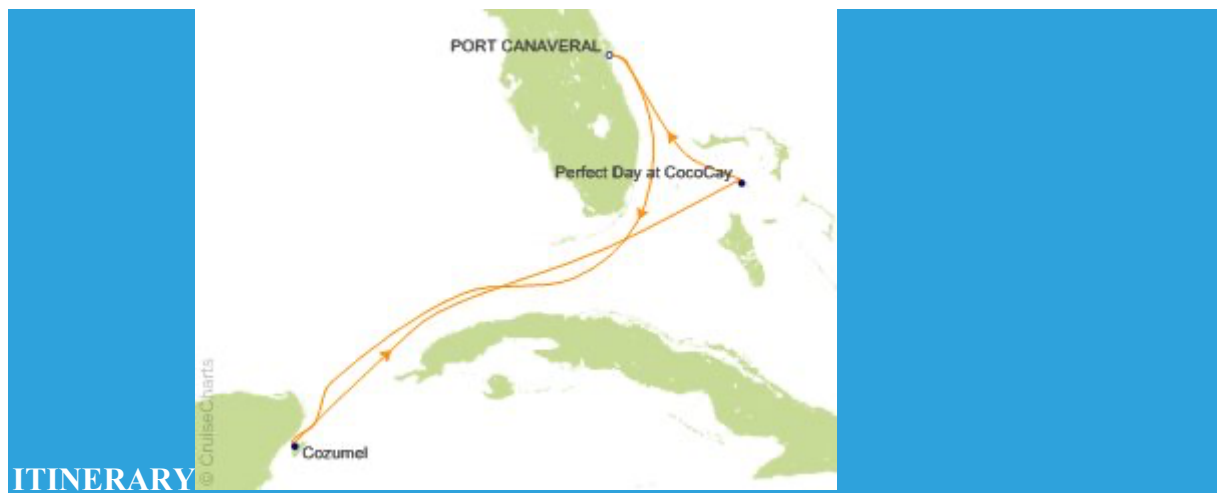 PORT CANAVERAL
Perfect Day at CocoCay
© CruiseCharts
Cozumel
ITINERARY